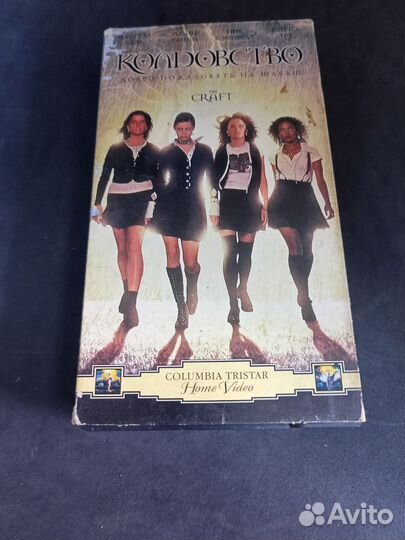 КОЛДОВСТВО
ДОБРО ПОЖАЛОВАТЬ НА ШАБАШ!
THE
CRAFT
COLUMBIA TRISTAR
Home Video
Avito